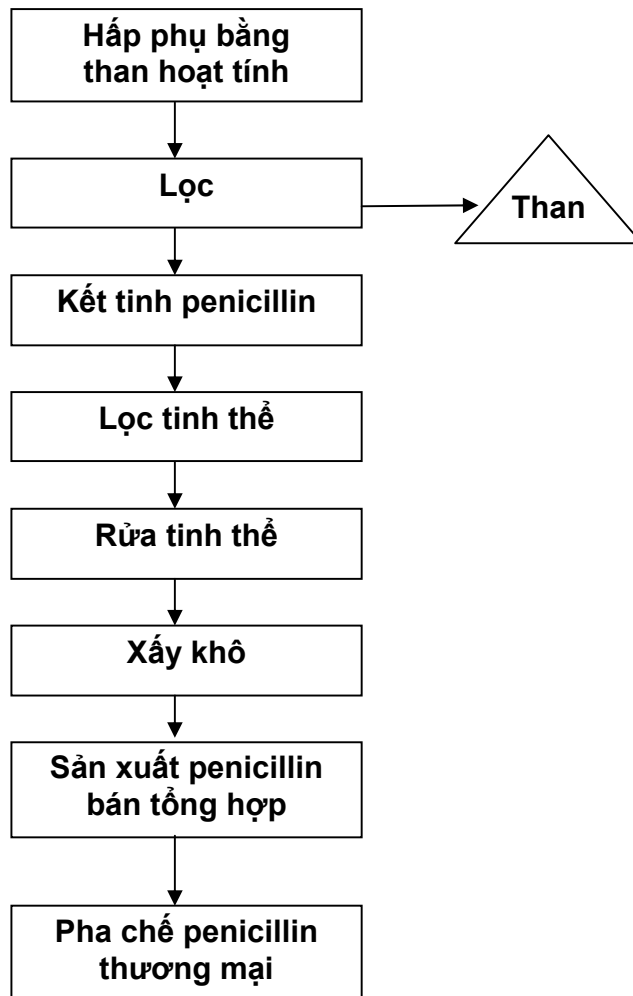 Hấp phụ bằng
than hoạt tính
Lọc
Than
Kết tinh penicillin
Lọc tinh thể
Rửa tinh thể
Xấy khô
Sản xuất penicillin
bán tổng hợp
Pha chế penicillin
thương mại